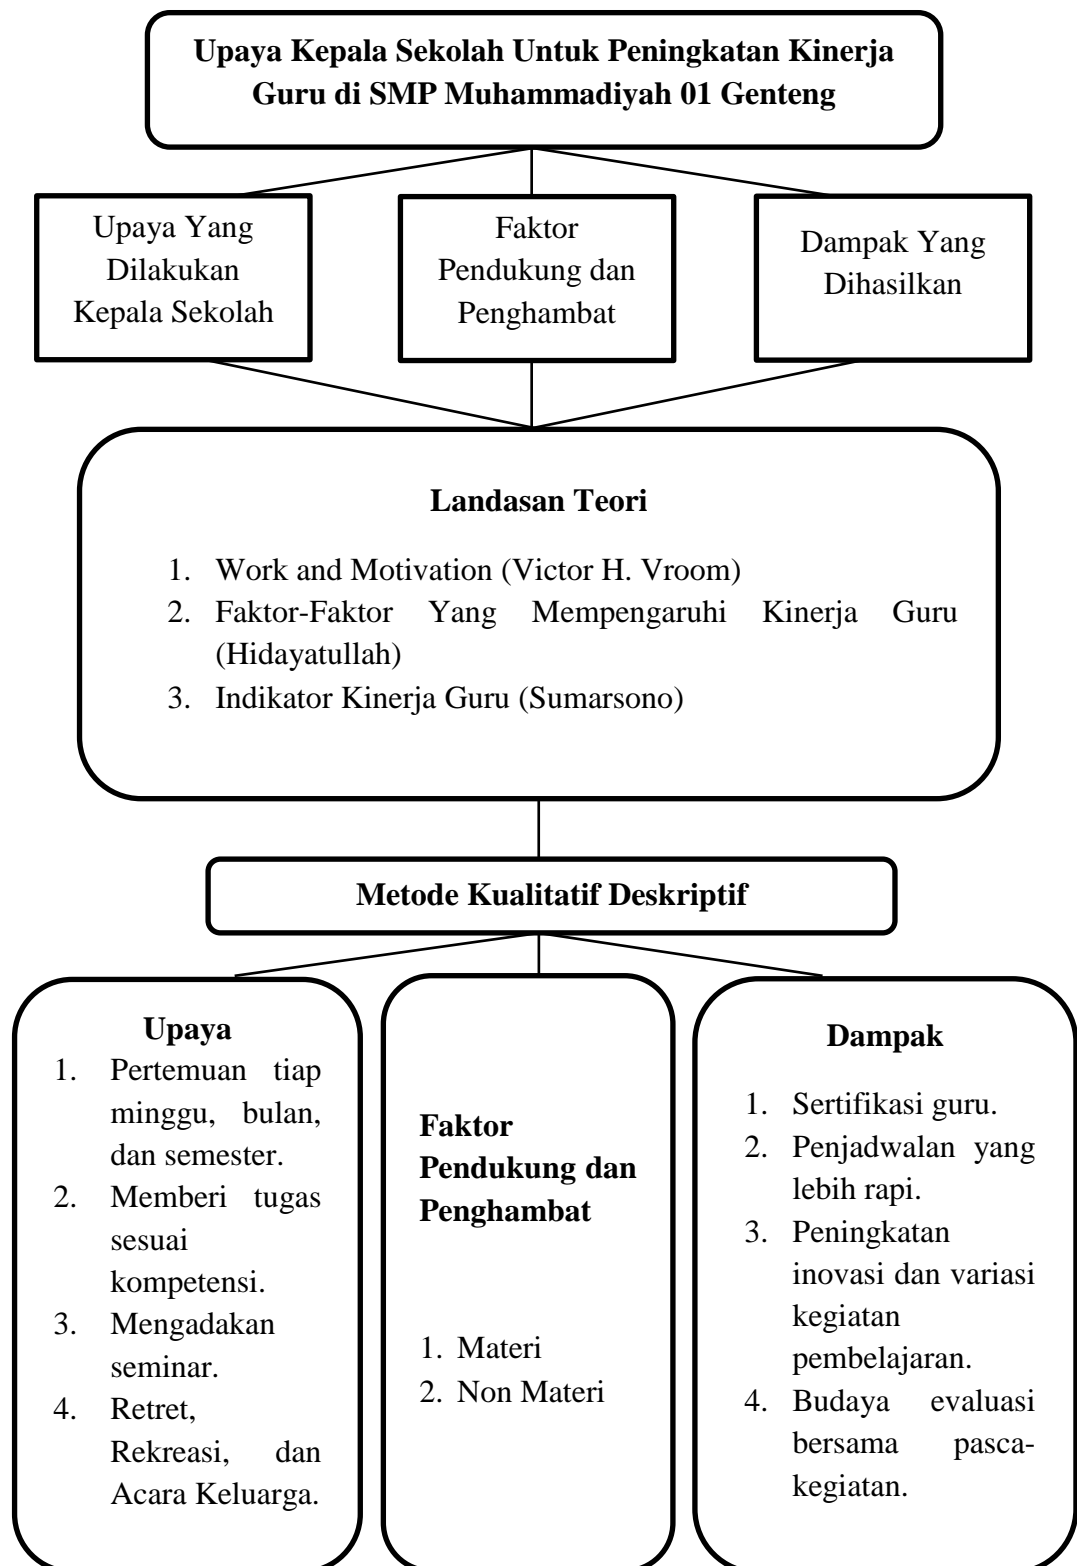 Upaya Kepala Sekolah Untuk Peningkatan Kinerja
Guru di SMP Muhammadiyah 01 Genteng
Upaya Yang
Dilakukan
Kepala Sekolah
Faktor
Pendukung dan
Penghambat
Dampak Yang
Dihasilkan
Landasan Teori
1. Work and Motivation (Victor H. Vroom)
2. Faktor-Faktor Yang Mempengaruhi Kinerja Guru
(Hidayatullah)
3. Indikator Kinerja Guru (Sumarsono)
Metode Kualitatif Deskriptif
Upaya
1. Pertemuan tiap
minggu, bulan,
dan semester.
2. Memberi tugas
sesuai
kompetensi.
3. Mengadakan
seminar.
4. Retret,
Rekreasi, dan
Acara Keluarga.
Faktor
Pendukung dan
Penghambat
1. Materi
2. Non Materi
Dampak
1. Sertifikasi guru.
2. Penjadwalan yang
lebih rapi.
3. Peningkatan
inovasi dan variasi
kegiatan
pembelajaran.
4. Budaya evaluasi
bersama pasca-
kegiatan.